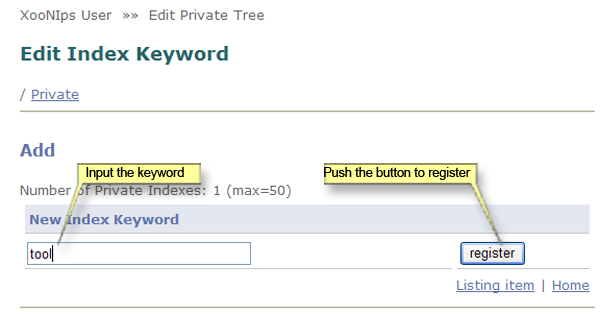 XooNIps User »» Edit Private Tree
Edit Index Keyword
/ Private
Add
Input the keyword
Push the button to register
Number of Private Indexes: 1 (max=50)
New Index Keyword
tool
register
Listing item | Home